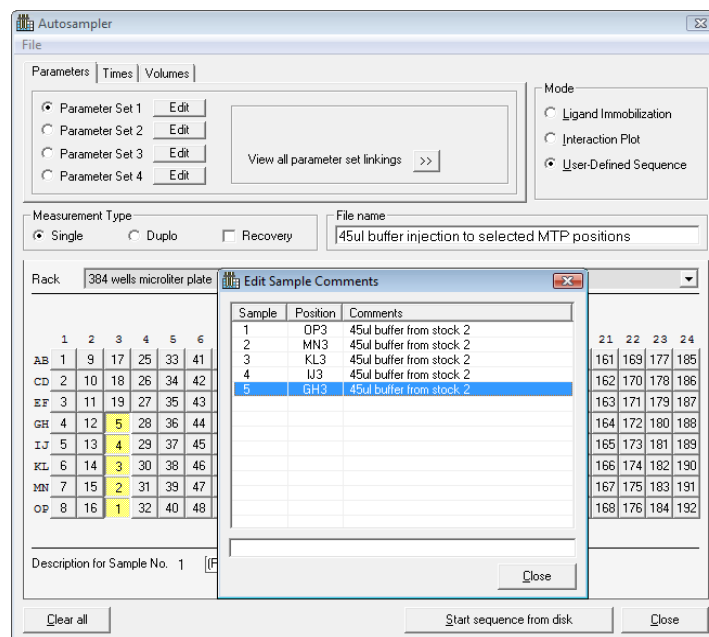 Autosampler
File
Parameters Times Volumes
Mode
Parameter Set 1 Edit
Parameter Set 2 Edit
Parameter Set 3 Edit
Parameter Set 4 Edit
View all parameter set linkings >>
Ligand Immobilization
Interaction Plot
User-Defined Sequence
Measurement Type
Single Duplo Recovery
File name
45ul buffer injection to selected MTP positions
Rack 384 wells microliter plate
Edit Sample Comments
Sample Position Comments
1 OP3 45ul buffer from stock 2
2 MN3 45ul buffer from stock 2
3 KL3 45ul buffer from stock 2
4 IJ3 45ul buffer from stock 2
5 GH3 45ul buffer from stock 2
Close
1 2 3 4 5 6 21 22 23 24
AB 1 9 17 25 33 41 161 169 177 185
CD 2 10 18 26 34 42 162 170 178 186
EF 3 11 19 27 35 43 163 171 179 187
GH 4 12 5 28 36 44 164 172 180 188
IJ 5 13 4 29 37 45 165 173 181 189
KL 6 14 3 30 38 46 166 174 182 190
MN 7 15 2 31 39 47 167 175 183 191
OP 8 16 1 32 40 48 168 176 184 192
Description for Sample No. 1
Clear all Start sequence from disk Close